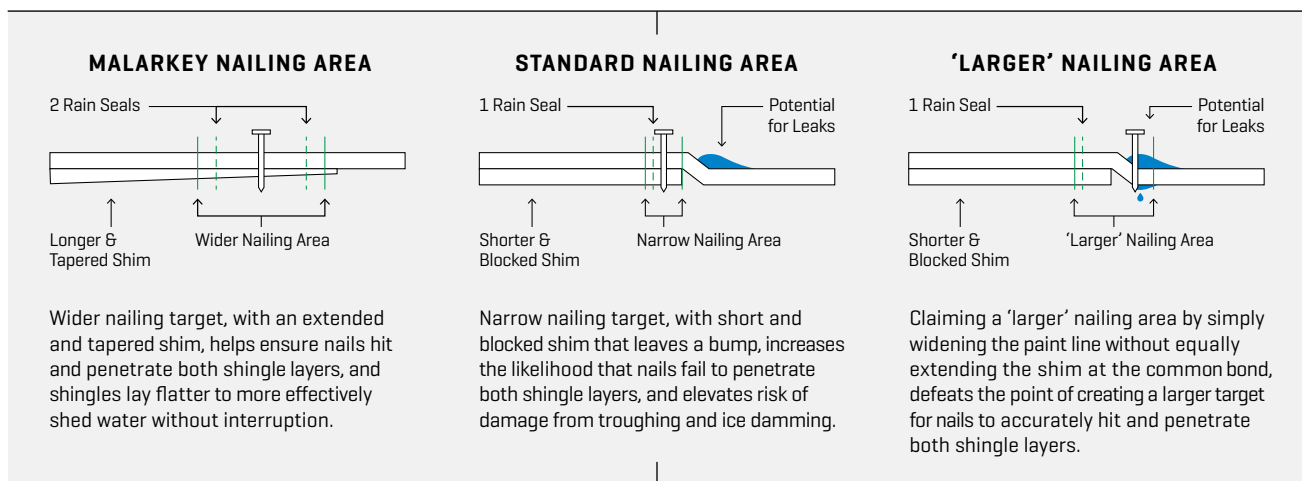 MALARKEY NAILING AREA
2 Rain Seals
Longer &
Tapered Shim
Wider Nailing Area
Wider nailing target, with an extended
and tapered shim, helps ensure nails hit
and penetrate both shingle layers, and
shingles lay flatter to more effectively
shed water without interruption.
STANDARD NAILING AREA
1 Rain Seal
Potential
for Leaks
Shorter &
Blocked Shim
Narrow Nailing Area
Narrow nailing target, with short and
blocked shim that leaves a bump, increases
the likelihood that nails fail to penetrate
both shingle layers, and elevates risk of
damage from troughing and ice damming.
‘LARGER’ NAILING AREA
1 Rain Seal
Potential
for Leaks
Shorter &
Blocked Shim
‘Larger’ Nailing Area
Claiming a ‘larger’ nailing area by simply
widening the paint line without equally
extending the shim at the common bond,
defeats the point of creating a larger target
for nails to accurately hit and penetrate
both shingle layers.